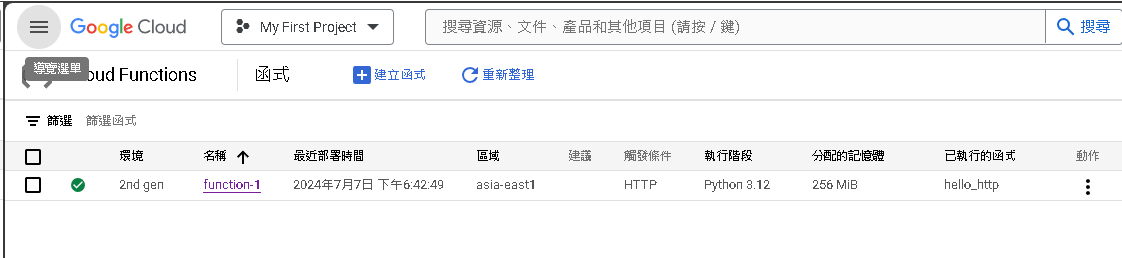 Google Cloud My First Project 搜尋資源、文件、產品和其他項目 (請按 / 鍵) 搜尋
導覽選單
Cloud Functions 函式 建立函式 重新整理
篩選 篩選函式
環境 名稱 最近部署時間 區域 建議 觸發條件 執行階段 分配的記憶體 已執行的函式 動作
2nd gen function-1 2024年7月7日 下午6:42:49 asia-east1 HTTP Python 3.12 256 MiB hello_http